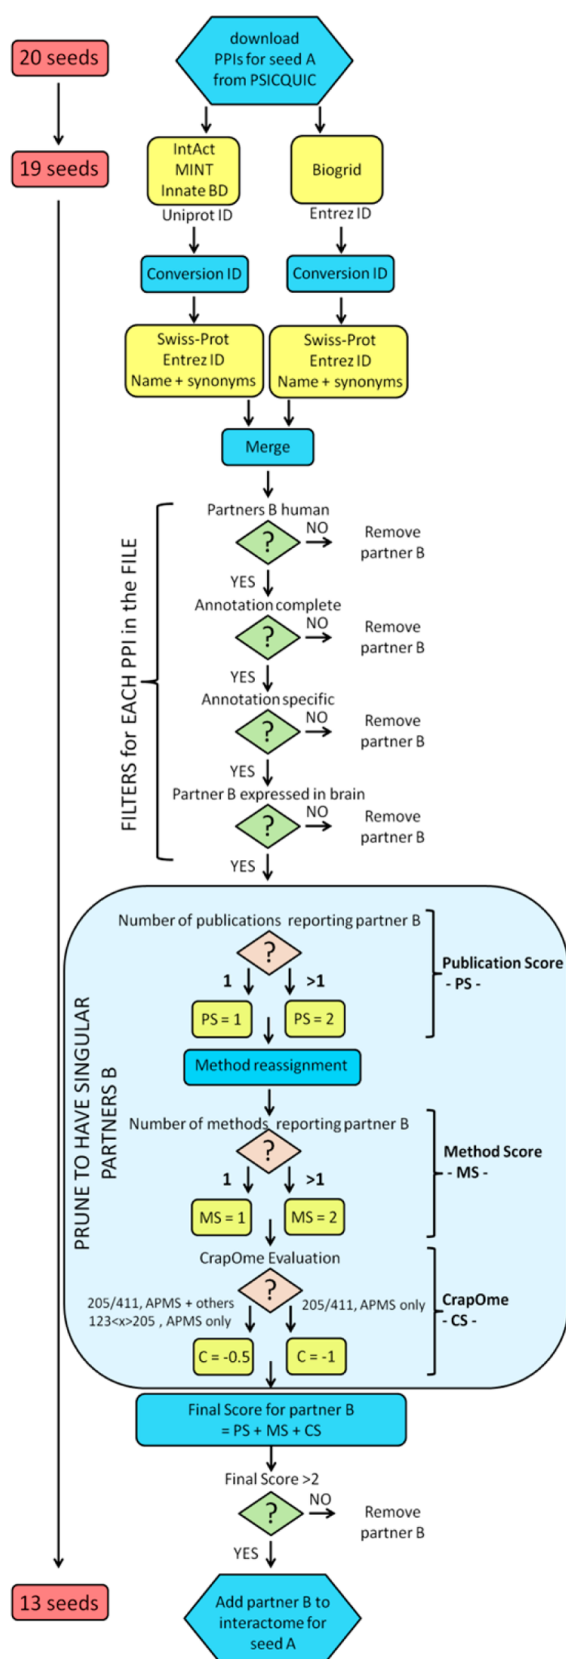 20 seeds
download
PPIs for seed A
from PSICQUIC
19 seeds
IntAct
MINT
Innate BD
Biogrid
Uniprot ID
Entrez ID
Conversion ID
Conversion ID
Swiss-Prot
Entrez ID
Name + synonyms
Swiss-Prot
Entrez ID
Name + synonyms
Merge
FILTERS for EACH PPI in the FILE
Partners B human
?
NO
Remove
partner B
YES
Annotation complete
?
NO
Remove
partner B
YES
Annotation specific
?
NO
Remove
partner B
YES
Partner B expressed in brain
?
NO
Remove
partner B
YES
PRUNE TO HAVE SINGULAR
PARTNERS B
Number of publications reporting partner B
?
1
>1
PS = 1
PS = 2
Publication Score
- PS -
Method reassignment
Number of methods reporting partner B
?
1
>1
MS = 1
MS = 2
Method Score
- MS -
CrapOme Evaluation
?
205/411, APMS + others
123<x>205 , APMS only
205/411, APMS only
C = -0.5
C = -1
CrapOme
- CS -
Final Score for partner B
= PS + MS + CS
Final Score >2
?
NO
Remove
partner B
YES
13 seeds
Add partner B to
interactome for
seed A